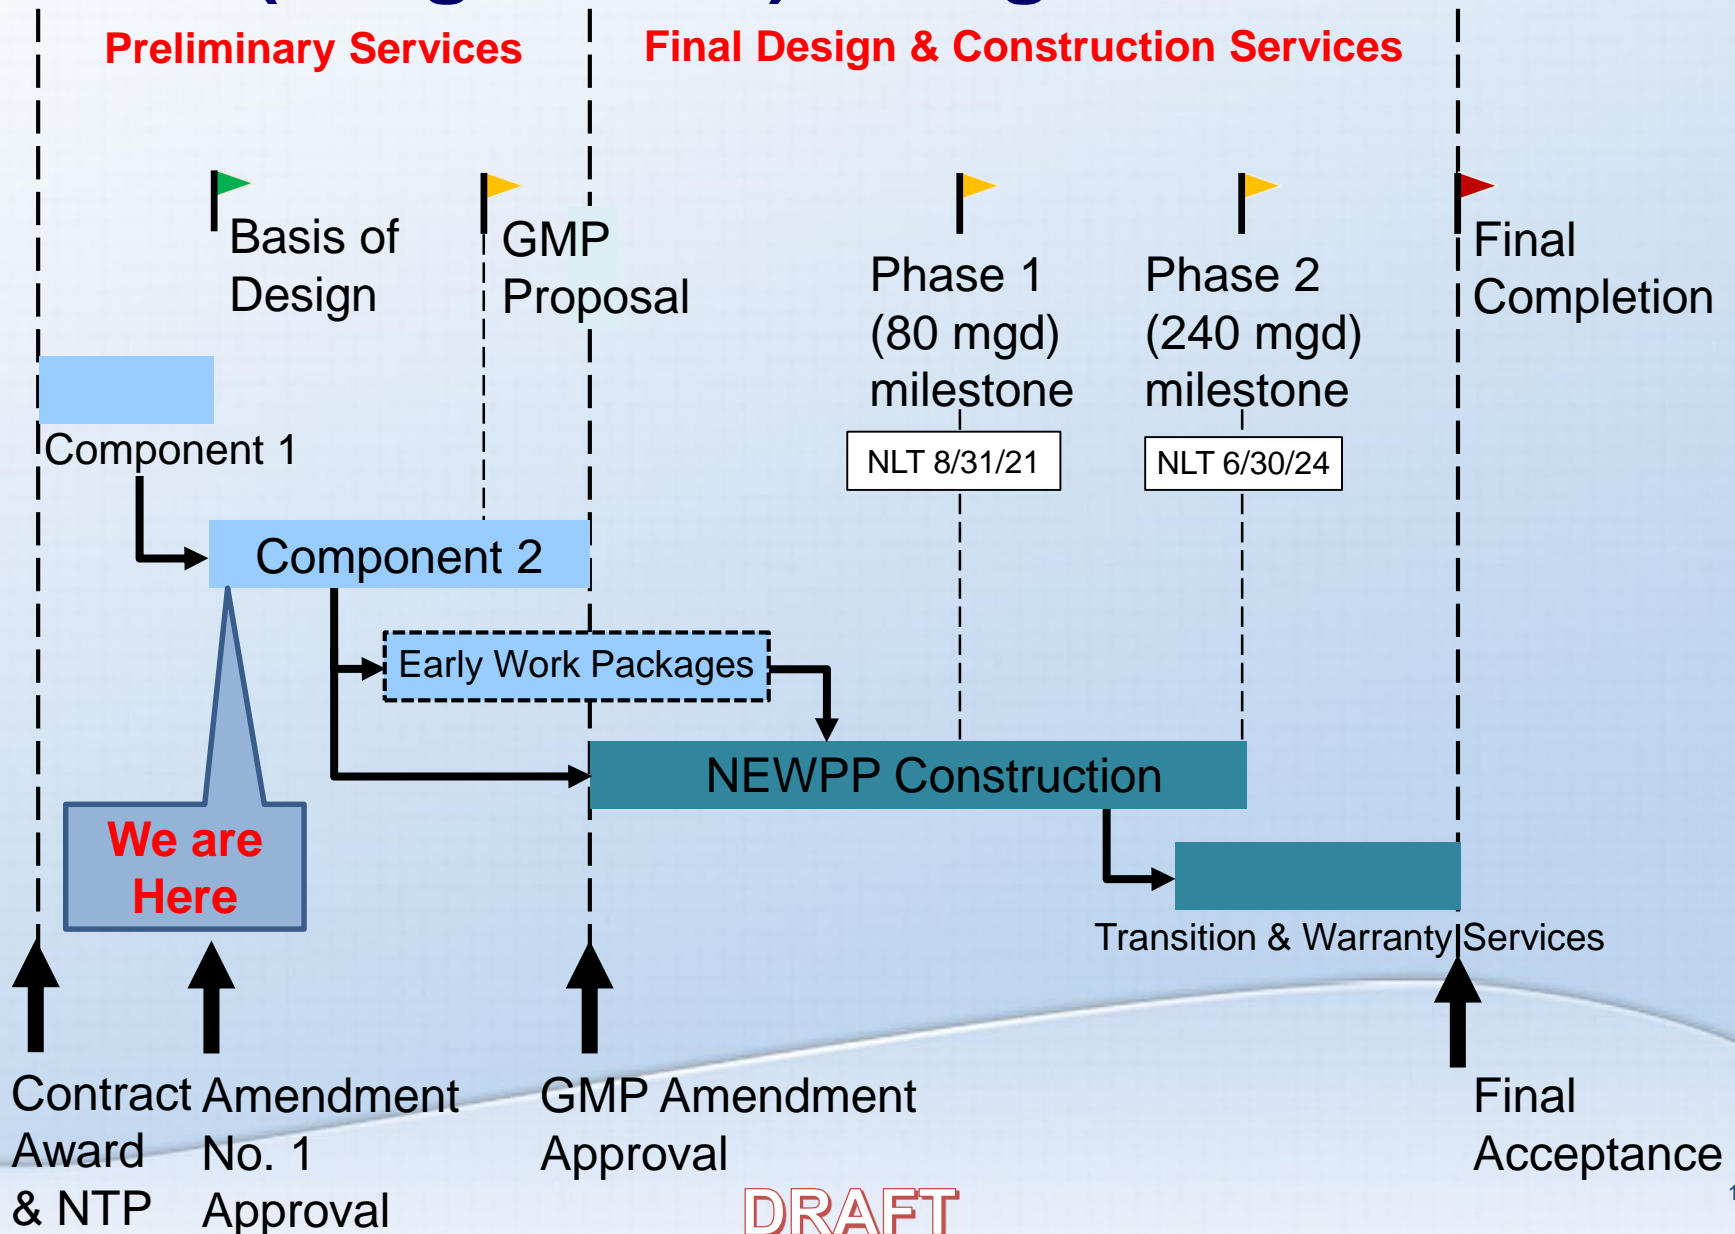 Preliminary Services
Final Design & Construction Services
Basis of
Design
GMP
Proposal
Phase 1
(80 mgd)
milestone
NLT 8/31/21
Phase 2
(240 mgd)
milestone
NLT 6/30/24
Final
Completion
Component 1
Component 2
Early Work Packages
NEWPP Construction
We are
Here
Transition & Warranty Services
Contract
Award
& NTP
Amendment
No. 1
Approval
GMP Amendment
Approval
Final
Acceptance
DRAFT
1